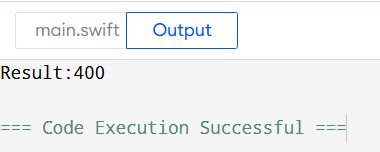 main.swift Output
Result:400
=== Code Execution Successful ===